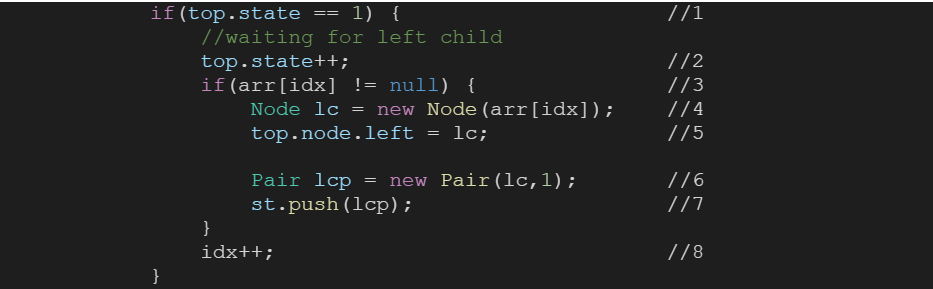 if(top.state == 1) { //1
//waiting for left child
top.state++; //2
if(arr[idx] != null) { //3
Node lc = new Node(arr[idx]); //4
top.node.left = lc; //5
Pair lcp = new Pair(lc,1); //6
st.push(lcp); //7
}
idx++; //8
}